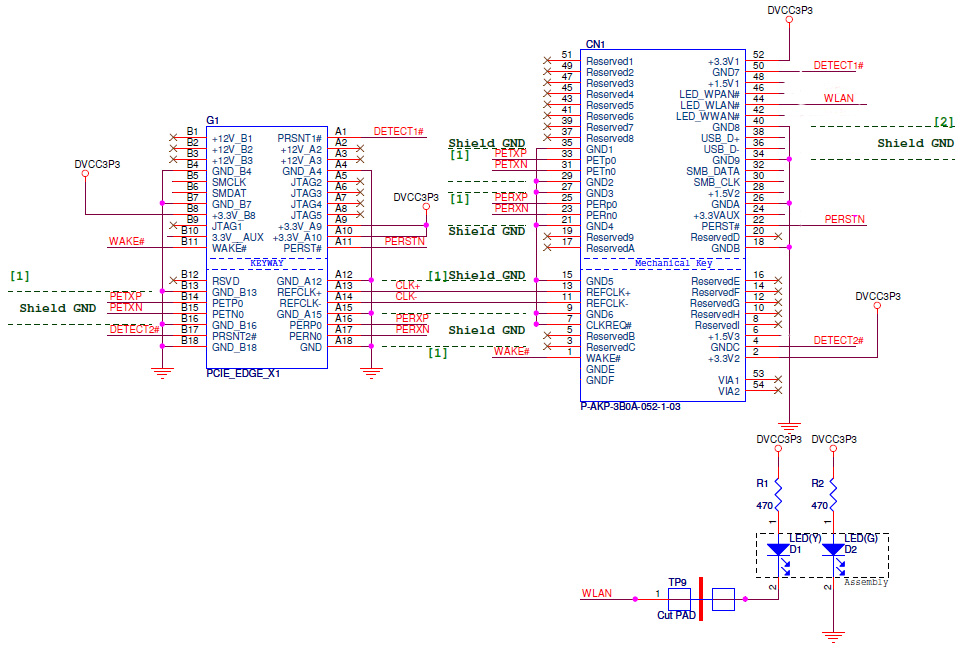 DVCC3P3
CN1
51 Reserved1 +3.3V1 52
49 Reserved2 GND7 50 DETECT1#
47 Reserved3 +1.5V1 48
45 Reserved4 LED_WPAN# 46
43 Reserved5 LED_WLAN# 44 WLAN
41 Reserved6 LED_WWAN# 42
39 Reserved7 GND8 40
37 Reserved8 USB_D+ 38
35 GND1 USB_D- 36
33 PETp0 GND9 34
31 PETn0 SMB_DATA 32
29 GND2 SMB_CLK 30
27 GND3 +1.5V2 28
25 PERp0 GNDA 26
23 PERn0 +3.3VAUX 24
21 GND4 PERST# 22 PERSTN
19 Reserved9 ReservedD 20
17 ReservedA GNDB 18
Mechanical Key
15 GND5 ReservedE 16
13 REFCLK+ ReservedF 14
11 REFCLK- ReservedG 12
9 GND6 ReservedH 10
7 CLKREQ# ReservedI 8
5 ReservedB +1.5V3 6
3 ReservedC GNDC 4 DETECT2#
1 WAKE# +3.3V2 2
GNDE
GNDF
VIA1 53
VIA2 54
P-AKP-3B0A-052-1-03
[2]
Shield GND
DVCC3P3
G1
B1 +12V_B1 PRSNT1# A1 DETECT1#
B2 +12V_B2 +12V_A2 A2
B3 +12V_B3 +12V_A3 A3
B4 GND_B4 GND_A4 A4
B5 SMCLK JTAG2 A5
B6 SMDAT JTAG3 A6
B7 GND_B7 JTAG4 A7
B8 +3.3V_B8 JTAG5 A8
B9 JTAG1 +3.3V_A9 A9
B10 3.3V__AUX +3.3V_A10 A10
WAKE# B11 WAKE# PERST# A11 PERSTN
KEYWAY
B12 RSVD GND_A12 A12
B13 GND_B13 REFCLK+ A13
PETXP B14 PETP0 REFCLK- A14
PETXN B15 PETN0 GND_A15 A15
B16 GND_B16 PERP0 A16 PERXP
DETECT2# B17 PRSNT2# PERN0 A17 PERXN
B18 GND_B18 GND A18
PCIE_EDGE_X1
DVCC3P3
DVCC3P3
[1]
Shield GND
Shield GND
[1]
PETXP
PETXN
[1]
PERXP
PERXN
Shield GND
[1] Shield GND
CLK+
CLK-
Shield GND
[1]
WAKE#
DVCC3P3 DVCC3P3
R1 R2
470 470
1 1
LED(Y) LED(G)
D1 D2
2 2
Assembly
WLAN 1 TP9
Cut PAD